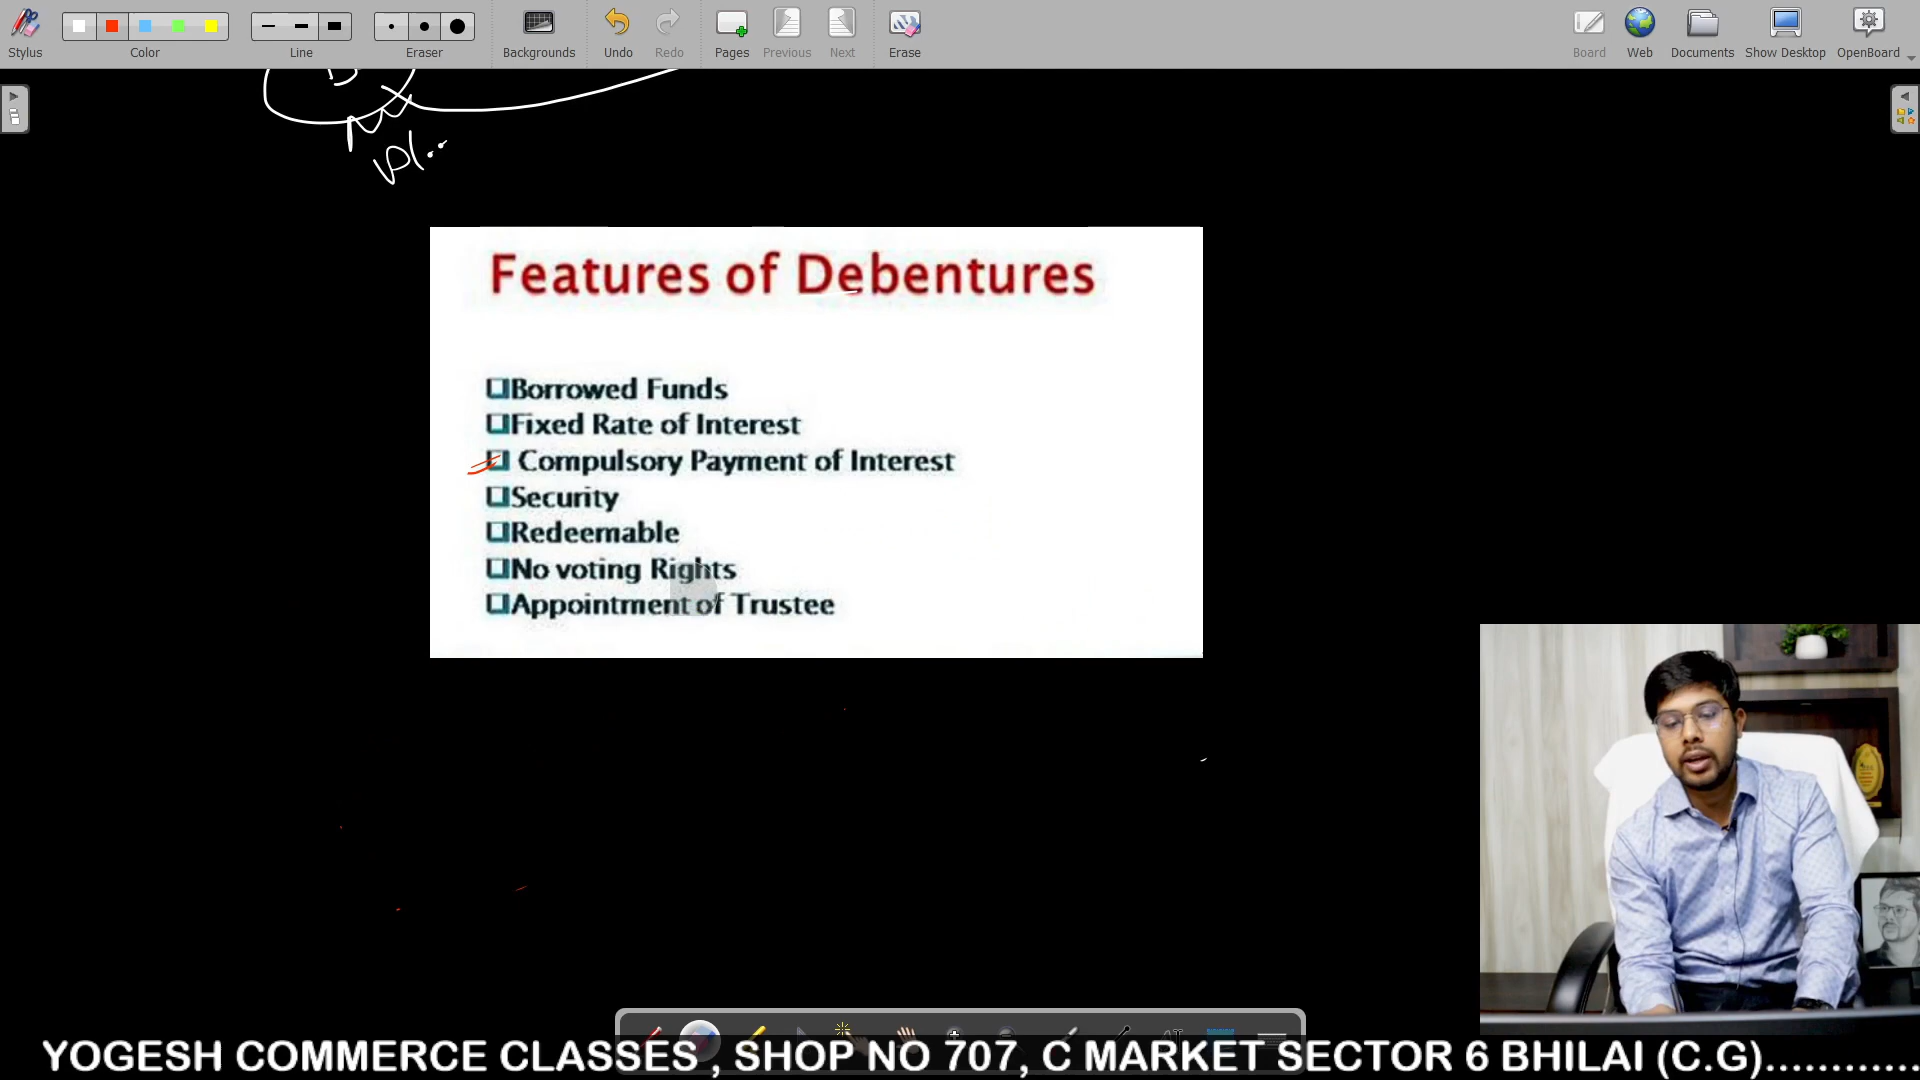 Stylus
Color
Line
Eraser
Backgrounds
Undo
Redo
Pages
Previous
Next
Erase
Board
Web
Documents
Show Desktop
OpenBoard
Features of Debentures
Borrowed Funds
Fixed Rate of Interest
Compulsory Payment of Interest
Security
Redeemable
No voting Rights
Appointment of Trustee
YOGESH COMMERCE CLASSES , SHOP NO 707, C MARKET SECTOR 6 BHILAI (C.G)............